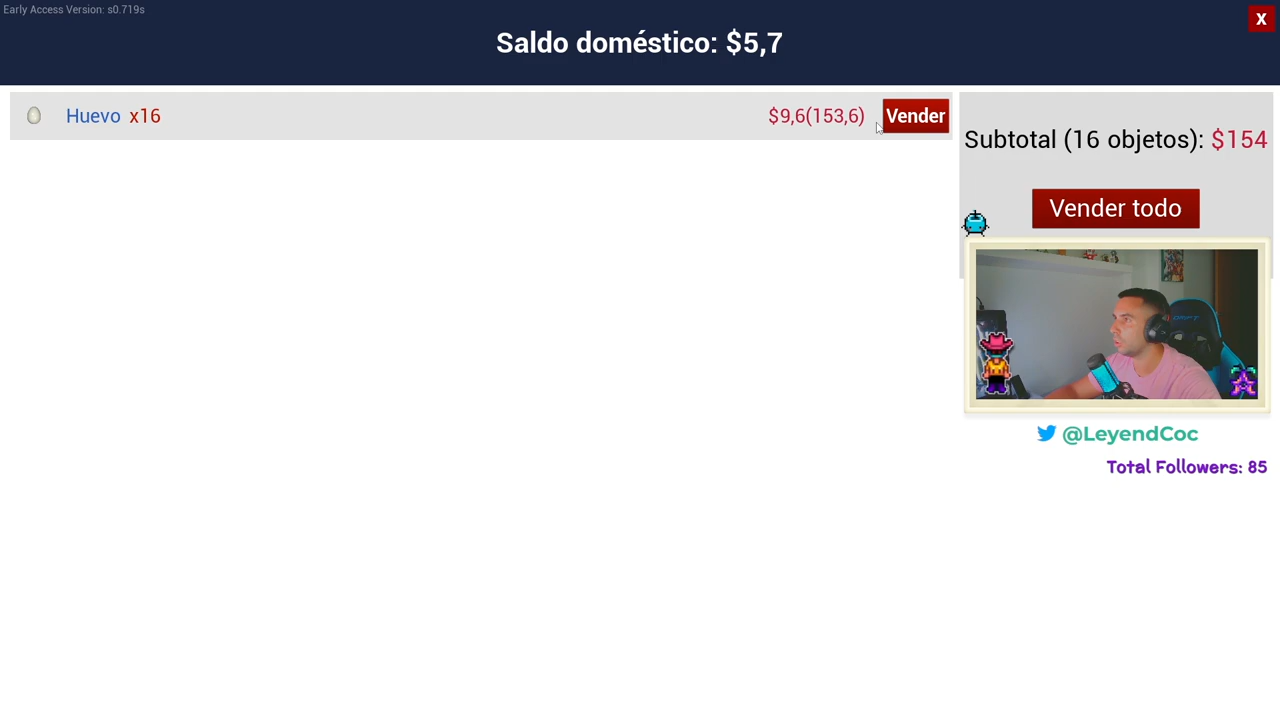 Early Access Version: s0.719s
X
Saldo doméstico: $5,7
Huevo x16 $9,6(153,6) Vender
Subtotal (16 objetos): $154
Vender todo
@LeyendCoc
Total Followers: 85